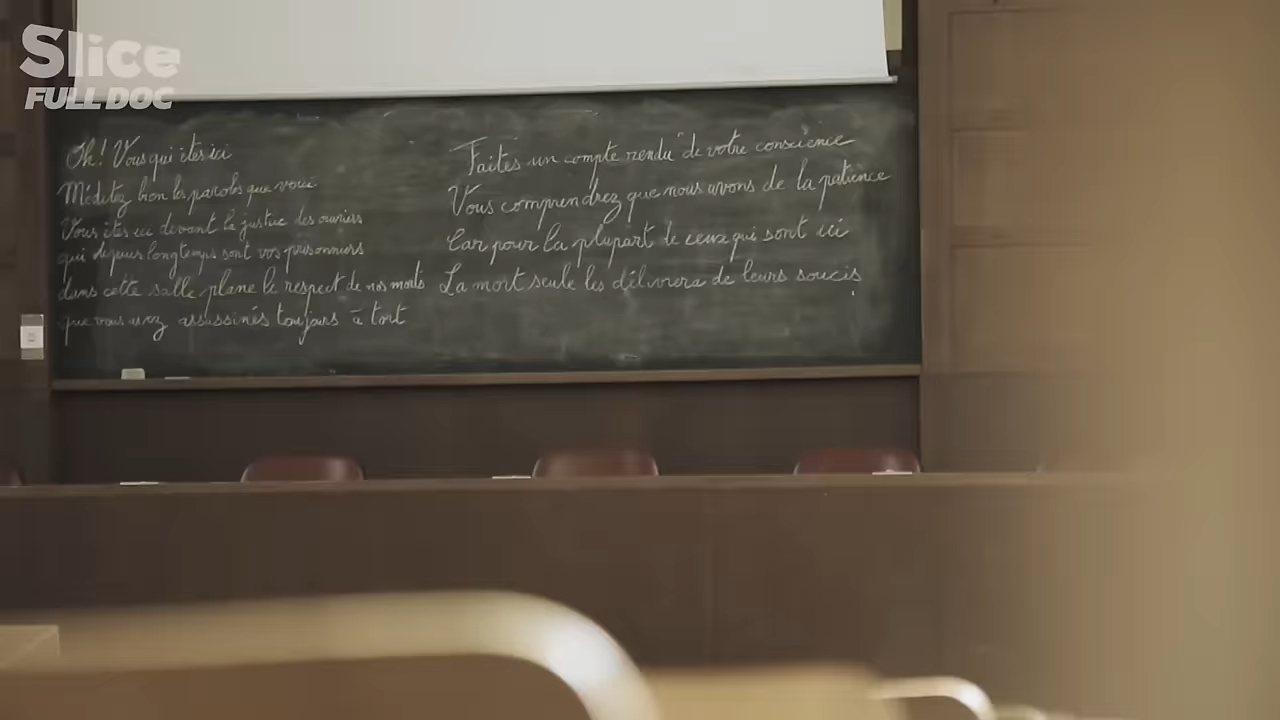 Slice
FULL DOC
Oh! Vous qui êtes ici
Méditez bien les paroles que voici
Vous êtes ici devant la justice des ouvriers
qui depuis longtemps sont vos prisonniers
dans cette salle plane le respect de nos morts
que vous avez assassinés toujours à tort
Faites un compte rendu de votre conscience
Vous comprendrez que nous avons de la patience
Car pour la plupart de ceux qui sont ici
La mort seule les délivrera de leurs soucis